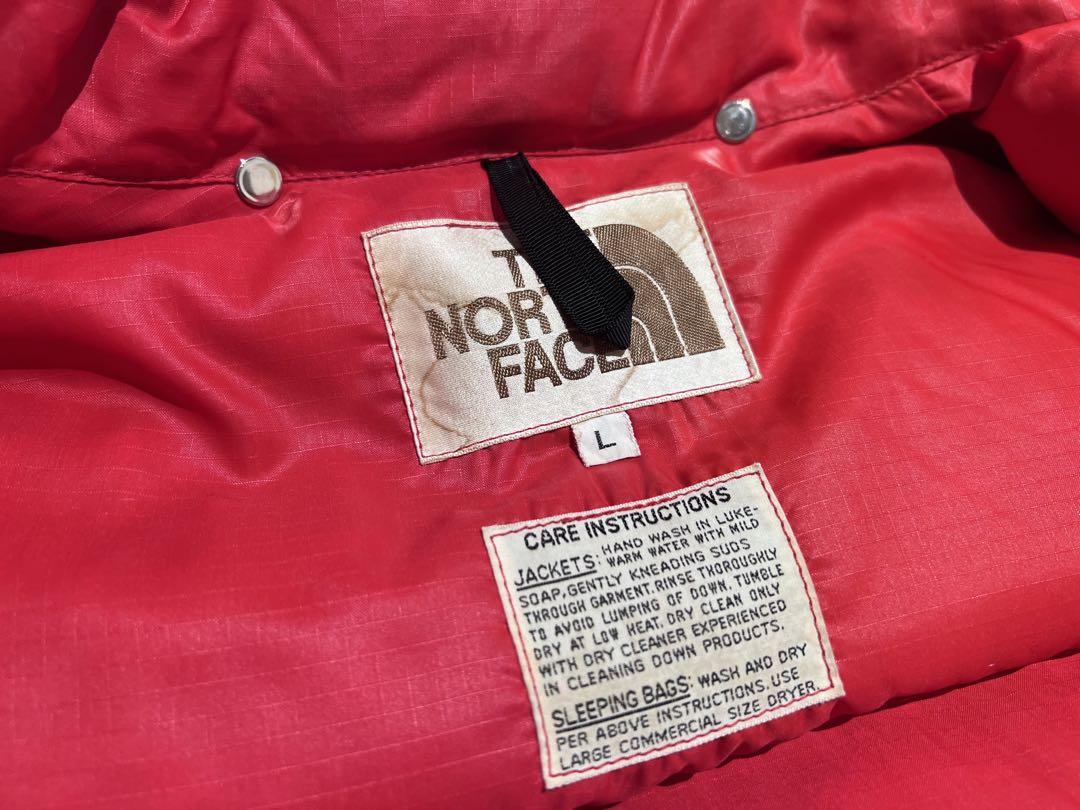 THE
NORTH
FACE
L
CARE INSTRUCTIONS
JACKETS: HAND WASH IN LUKE-
WARM WATER WITH MILD
SOAP, GENTLY KNEADING SUDS
THROUGH GARMENT. RINSE THOROUGHLY
TO AVOID LUMPING OF DOWN. TUMBLE
DRY AT LOW HEAT. DRY CLEAN ONLY
WITH DRY CLEANER EXPERIENCED
IN CLEANING DOWN PRODUCTS.
SLEEPING BAGS: WASH AND DRY
PER ABOVE INSTRUCTIONS. USE
LARGE COMMERCIAL SIZE DRYER.